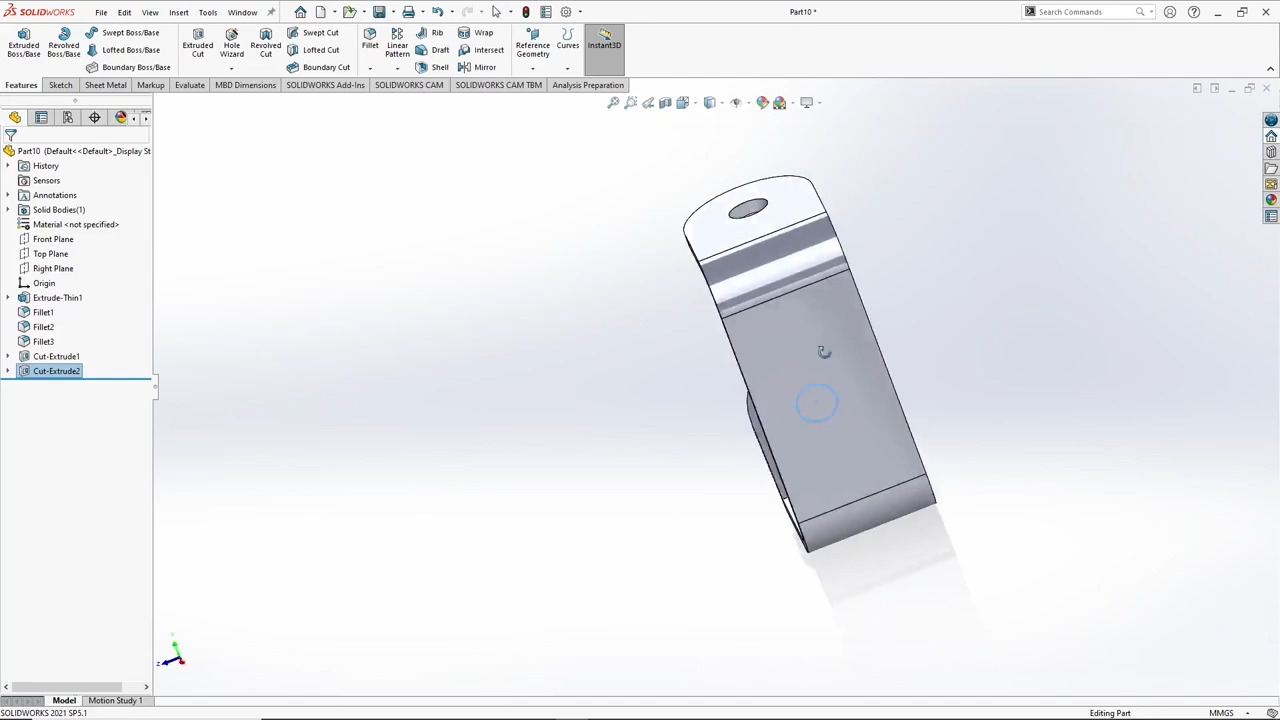 SOLIDWORKS
File
Edit
View
Insert
Tools
Window
Part10 *
Search Commands
Extruded Boss/Base
Revolved Boss/Base
Swept Boss/Base
Lofted Boss/Base
Boundary Boss/Base
Extruded Cut
Hole Wizard
Revolved Cut
Swept Cut
Lofted Cut
Boundary Cut
Fillet
Linear Pattern
Rib
Draft
Shell
Wrap
Intersect
Mirror
Reference Geometry
Curves
Instant3D
Features
Sketch
Sheet Metal
Markup
Evaluate
MBD Dimensions
SOLIDWORKS Add-Ins
SOLIDWORKS CAM
SOLIDWORKS CAM TBM
Analysis Preparation
Part10 (Default<<Default>_Display St
History
Sensors
Annotations
Solid Bodies(1)
Material <not specified>
Front Plane
Top Plane
Right Plane
Origin
Extrude-Thin1
Fillet1
Fillet2
Fillet3
Cut-Extrude1
Cut-Extrude2
Y
Z
Model
Motion Study 1
SOLIDWORKS 2021 SP5.1
Editing Part
MMGS